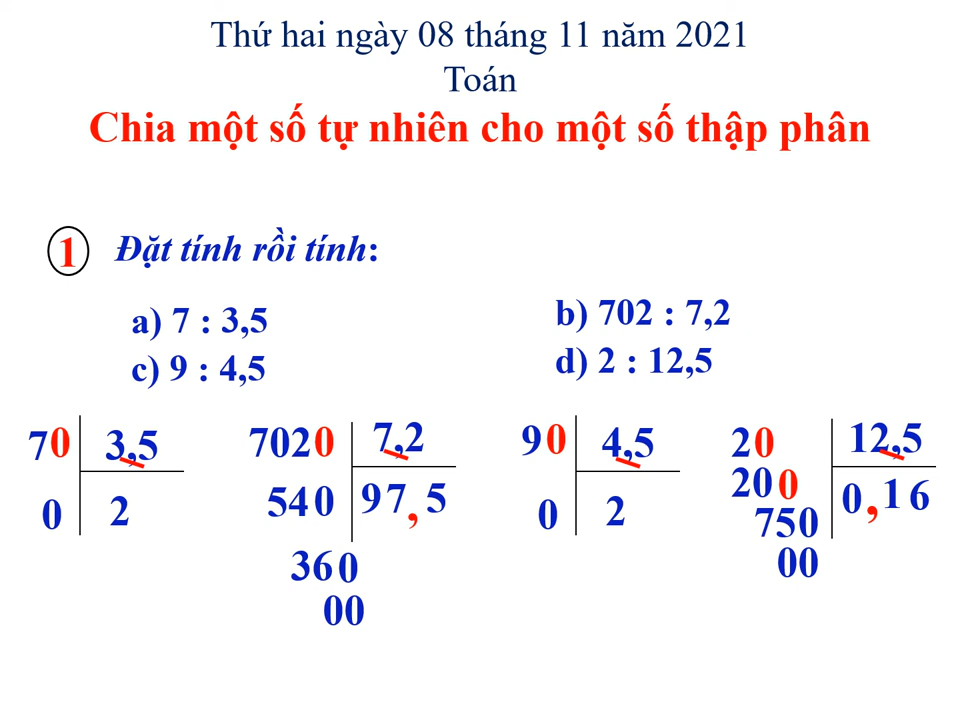 Thứ hai ngày 08 tháng 11 năm 2021
Toán
Chia một số tự nhiên cho một số thập phân
1 Đặt tính rồi tính:
a) 7 : 3,5
b) 702 : 7,2
c) 9 : 4,5
d) 2 : 12,5
70 3,5
0 2
7020 7,2
540 97,5
360
00
90 4,5
0 2
20 12,5
200 0,16
750
00